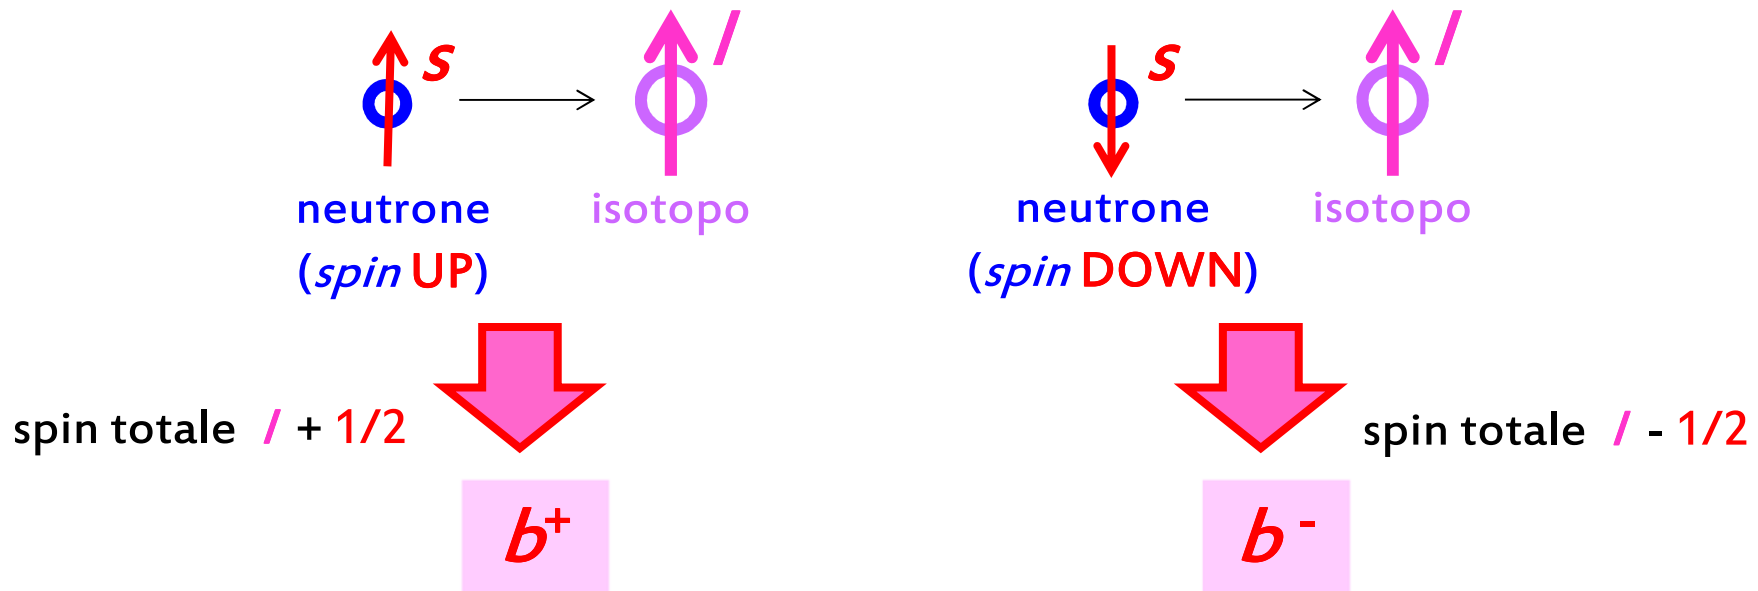 s I s I
neutrone isotopo neutrone isotopo
(spin UP) (spin DOWN)
spin totale I + 1/2 spin totale I - 1/2
b⁺ b⁻